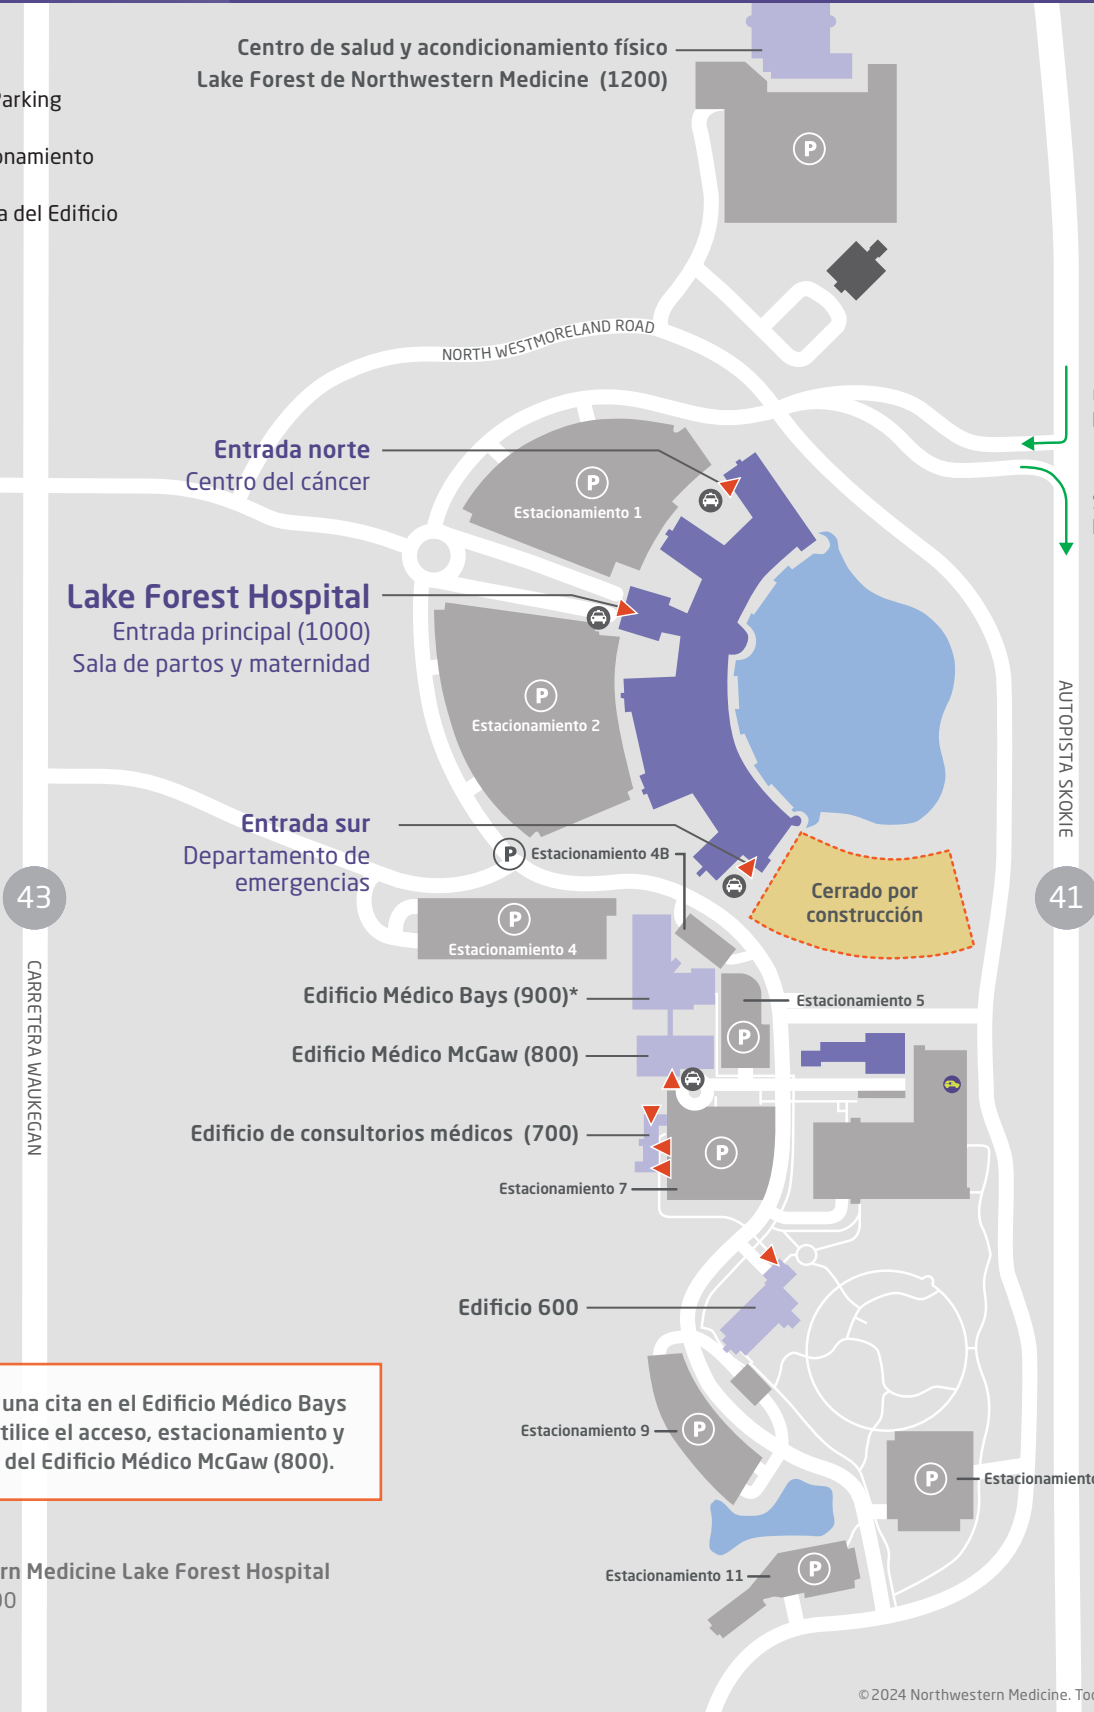 Centro de salud y acondicionamiento físico
Lake Forest de Northwestern Medicine (1200)
Parking
onamiento
a del Edificio
P
NORTH WESTMORELAND ROAD
Entrada norte
Centro del cáncer
P
Estacionamiento 1
Lake Forest Hospital
Entrada principal (1000)
Sala de partos y maternidad
P
Estacionamiento 2
AUTOPISTA SKOKIE
Entrada sur
Departamento de
emergencias
P Estacionamiento 4B
Cerrado por
construcción
43
41
P
Estacionamiento 4
CARRETERA WAUKEGAN
Edificio Médico Bays (900)*
Estacionamiento 5
P
Edificio Médico McGaw (800)
Edificio de consultorios médicos (700)
P
Estacionamiento 7
Edificio 600
una cita en el Edificio Médico Bays
tilice el acceso, estacionamiento y
del Edificio Médico McGaw (800).
Estacionamiento 9
P
P
Estacionamiento
rn Medicine Lake Forest Hospital
00
Estacionamiento 11
P
©2024 Northwestern Medicine. Tod